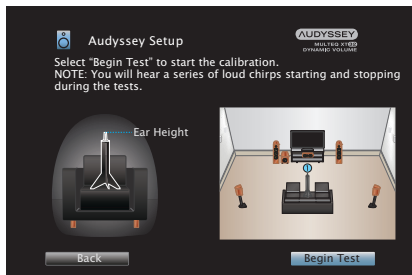 Audyssey Setup
AUDYSSEY
MULTEQ XT32
DYNAMIC VOLUME
Select “Begin Test” to start the calibration.
NOTE: You will hear a series of loud chirps starting and stopping
during the tests.
Ear Height
Back
Begin Test